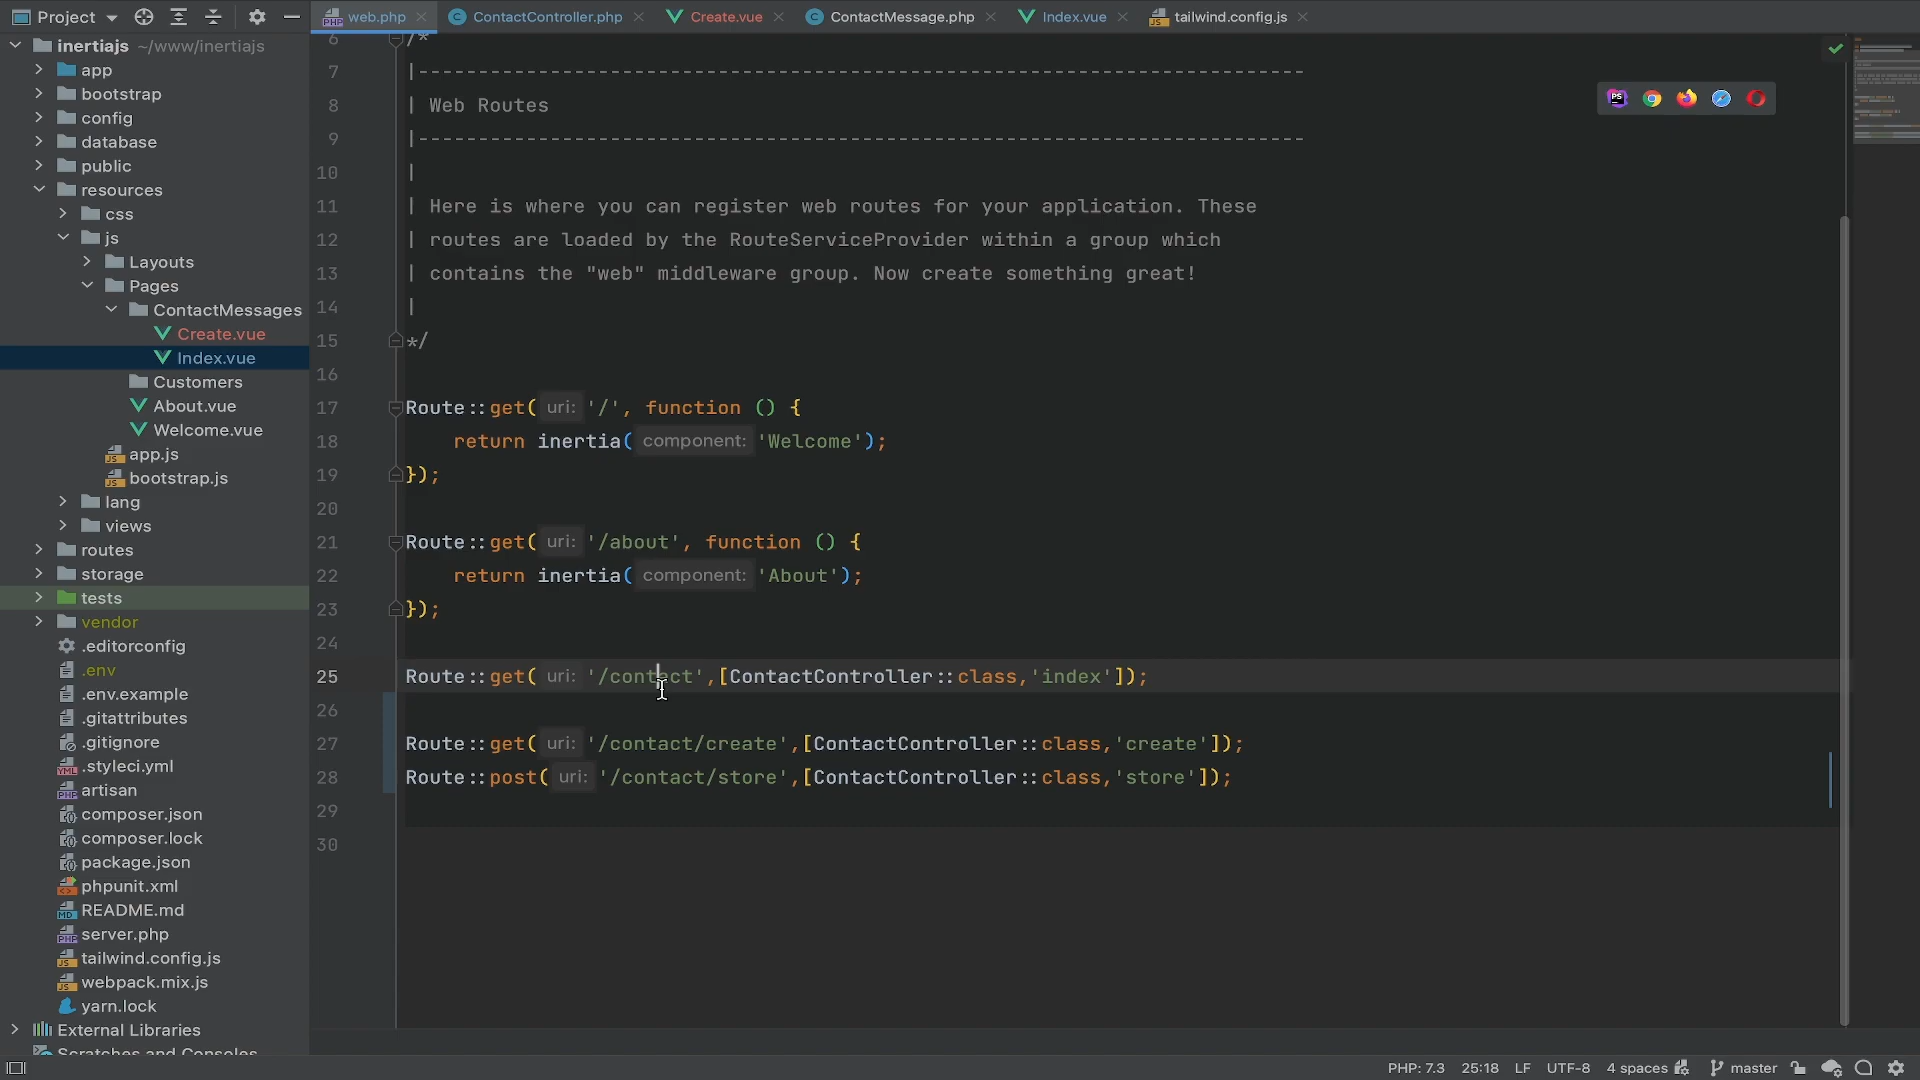 Project
web.php
ContactController.php
Create.vue
ContactMessage.php
Index.vue
tailwind.config.js
inertiajs ~/www/inertiajs
app
bootstrap
config
database
public
resources
css
js
Layouts
Pages
ContactMessages
Create.vue
Index.vue
Customers
About.vue
Welcome.vue
app.js
bootstrap.js
lang
views
routes
storage
tests
vendor
.editorconfig
.env
.env.example
.gitattributes
.gitignore
.styleci.yml
artisan
composer.json
composer.lock
package.json
phpunit.xml
README.md
server.php
tailwind.config.js
webpack.mix.js
yarn.lock
External Libraries
Scratches and Consoles
6 /*
7 |--------------------------------------------------------------------------
8 | Web Routes
9 |--------------------------------------------------------------------------
10 |
11 | Here is where you can register web routes for your application. These
12 | routes are loaded by the RouteServiceProvider within a group which
13 | contains the "web" middleware group. Now create something great!
14 |
15 */
16
17 Route::get( uri: '/', function () {
18 return inertia( component: 'Welcome');
19 });
20
21 Route::get( uri: '/about', function () {
22 return inertia( component: 'About');
23 });
24
25 Route::get( uri: '/contact',[ContactController::class,'index']);
26
27 Route::get( uri: '/contact/create',[ContactController::class,'create']);
28 Route::post( uri: '/contact/store',[ContactController::class,'store']);
29
30
PHP: 7.3 25:18 LF UTF-8 4 spaces master